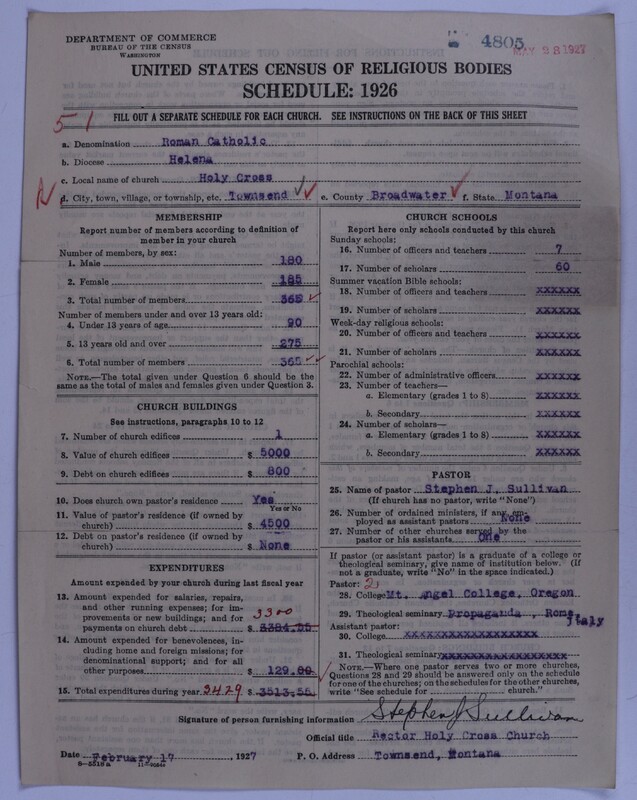 DEPARTMENT OF COMMERCE
BUREAU OF THE CENSUS
WASHINGTON
4805
MAY 28 1927
UNITED STATES CENSUS OF RELIGIOUS BODIES
SCHEDULE: 1926
51
FILL OUT A SEPARATE SCHEDULE FOR EACH CHURCH. SEE INSTRUCTIONS ON THE BACK OF THIS SHEET
a. Denomination Roman Catholic
b. Diocese Helena
c. Local name of church Holy Cross
d. City, town, village, or township, etc. Townsend e. County Broadwater f. State Montana
MEMBERSHIP
Report number of members according to definition of
member in your church
Number of members, by sex:
1. Male 180
2. Female 185
3. Total number of members 365
Number of members under and over 13 years old:
4. Under 13 years of age 90
5. 13 years old and over 275
6. Total number of members 365
NOTE.—The total given under Question 6 should be the
same as the total of males and females given under Question 3.
CHURCH BUILDINGS
See instructions, paragraphs 10 to 12
7. Number of church edifices 1
8. Value of church edifices $ 5000
9. Debt on church edifices $ 800
10. Does church own pastor's residence Yes
Yes or No
11. Value of pastor's residence (if owned by
church) $ 4500
12. Debt on pastor's residence (if owned by
church) $ None
EXPENDITURES
Amount expended by your church during last fiscal year
13. Amount expended for salaries, repairs,
and other running expenses; for im-
provements or new buildings; and for
payments on church debt 3300 $ 3384.75
14. Amount expended for benevolences, in-
cluding home and foreign missions; for
denominational support; and for all
other purposes $ 129.80
15. Total expenditures during year 3429 $ 3513.55
CHURCH SCHOOLS
Report here only schools conducted by this church
Sunday schools:
16. Number of officers and teachers 7
17. Number of scholars 60
Summer vacation Bible schools:
18. Number of officers and teachers xxxxxx
19. Number of scholars xxxxxx
Week-day religious schools:
20. Number of officers and teachers xxxxxx
21. Number of scholars xxxxxx
Parochial schools:
22. Number of administrative officers xxxxxx
23. Number of teachers—
a. Elementary (grades 1 to 8) xxxxxx
b. Secondary xxxxxx
24. Number of scholars—
a. Elementary (grades 1 to 8) xxxxxx
b. Secondary xxxxxx
PASTOR
25. Name of pastor Stephen J. Sullivan
(If church has no pastor, write "None")
26. Number of ordained ministers, if any, em-
ployed as assistant pastors None
27. Number of other churches served by the
pastor or his assistants One
If pastor (or assistant pastor) is a graduate of a college or
theological seminary, give name of institution below. (If
not a graduate, write "No" in the space indicated.)
Pastor: 2
28. College Mt. Angel College, Oregon
29. Theological seminary Propaganda, Rome, Italy
Assistant pastor:
30. College xxxxxxxxxxxxxxxxxxx
31. Theological seminary xxxxxxxxxxxxxxxxxx
NOTE.—Where one pastor serves two or more churches,
Questions 28 and 29 should be answered only on the schedule
for one of the churches; on the schedules for the other churches,
write "See schedule for church."
Signature of person furnishing information Stephen J Sullivan
Official title Rector Holy Cross Church
Date February 17, 1927 P. O. Address Townsend, Montana
8—5518 a